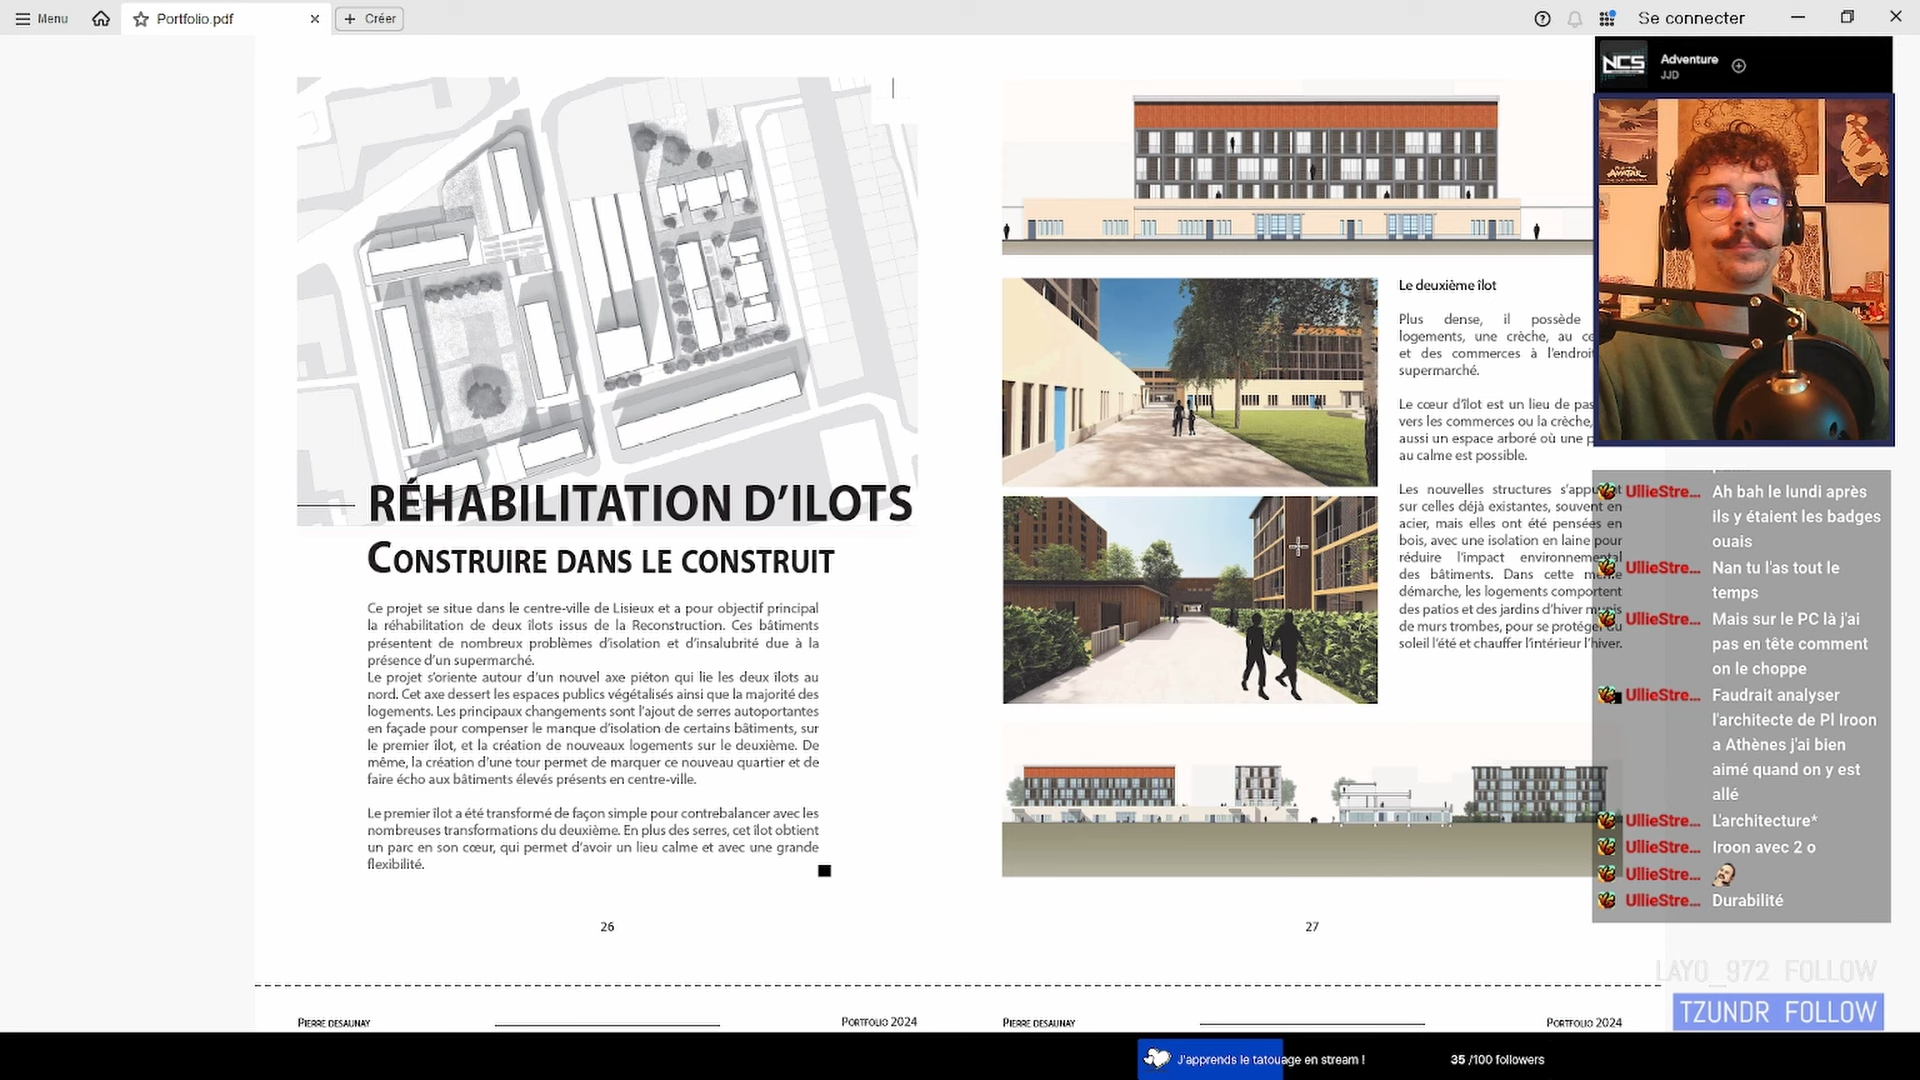 Menu
Portfolio.pdf
Créer
Se connecter
NCS
Adventure
JJD
AVATAR
RÉHABILITATION D'ILOTS
CONSTRUIRE DANS LE CONSTRUIT
Ce projet se situe dans le centre-ville de Lisieux et a pour objectif principal
la réhabilitation de deux îlots issus de la Reconstruction. Ces bâtiments
présentent de nombreux problèmes d'isolation et d'insalubrité due à la
présence d'un supermarché.
Le projet s'oriente autour d'un nouvel axe piéton qui lie les deux îlots au
nord. Cet axe dessert les espaces publics végétalisés ainsi que la majorité des
logements. Les principaux changements sont l'ajout de serres autoportantes
en façade pour compenser le manque d'isolation de certains bâtiments, sur
le premier îlot, et la création de nouveaux logements sur le deuxième. De
même, la création d'une tour permet de marquer ce nouveau quartier et de
faire écho aux bâtiments élevés présents en centre-ville.
Le premier îlot a été transformé de façon simple pour contrebalancer avec les
nombreuses transformations du deuxième. En plus des serres, cet îlot obtient
un parc en son cœur, qui permet d'avoir un lieu calme et avec une grande
flexibilité.
26
Le deuxième îlot
Plus dense, il possède
logements, une crèche, au
et des commerces à l'endroit
supermarché.
Le cœur d'îlot est un lieu de
vers les commerces ou la crèche,
aussi un espace arboré où une
au calme est possible.
Les nouvelles structures s'appuient
sur celles déjà existantes, souvent en
acier, mais elles ont été pensées en
bois, avec une isolation en laine pour
réduire l'impact environnemental
des bâtiments. Dans cette même
démarche, les logements comportent
des patios et des jardins d'hiver munis
de murs trombes, pour se protéger du
soleil l'été et chauffer l'intérieur l'hiver.
27
UllieStre... Ah bah le lundi après
ils y étaient les badges
ouais
UllieStre... Nan tu l'as tout le
temps
UllieStre... Mais sur le PC là j'ai
pas en tête comment
on le choppe
UllieStre... Faudrait analyser
l'architecte de Pl Iroon
a Athènes j'ai bien
aimé quand on y est
allé
UllieStre... L'architecture*
UllieStre... Iroon avec 2 o
UllieStre...
UllieStre... Durabilité
LAYO_972 FOLLOW
TZUNDR FOLLOW
PIERRE DESAUNAY
PORTFOLIO 2024
PIERRE DESAUNAY
PORTFOLIO 2024
J'apprends le tatouage en stream !
35 /100 followers